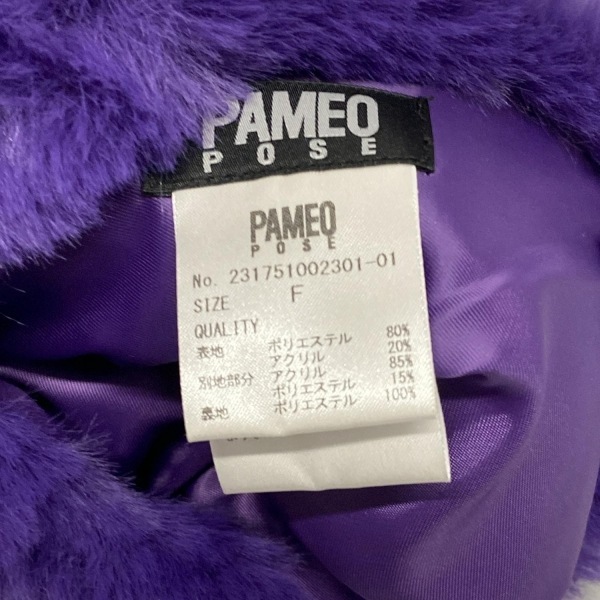 PAMEO
POSE
PAMEO
POSE
No. 231751002301-01
SIZE F
QUALITY
表地 ポリエステル 80%
アクリル 20%
別地部分 アクリル 85%
ポリエステル 15%
裏地 ポリエステル 100%